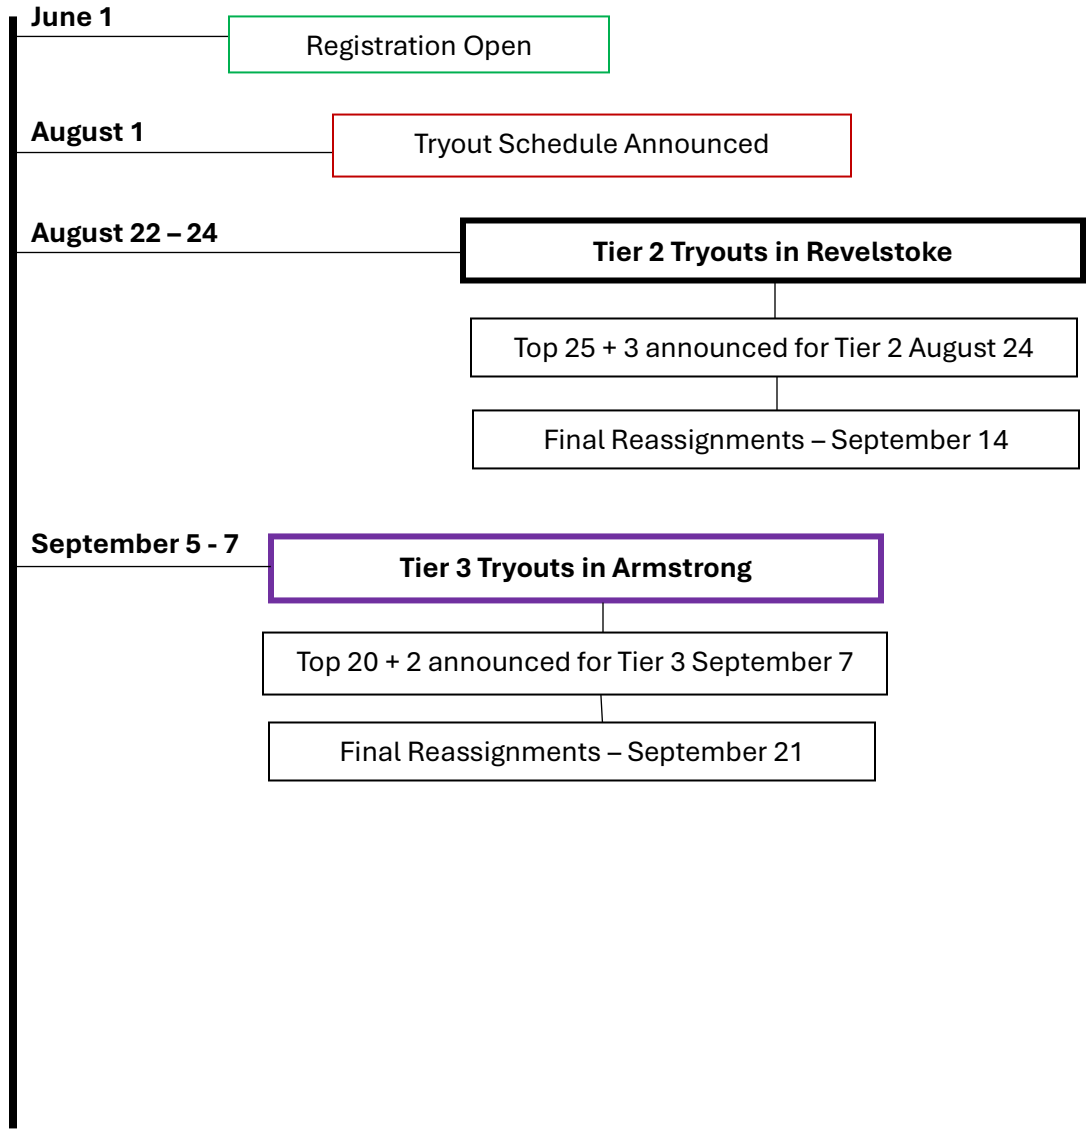 June 1
Registration Open
August 1
Tryout Schedule Announced
August 22 – 24
Tier 2 Tryouts in Revelstoke
Top 25 + 3 announced for Tier 2 August 24
Final Reassignments – September 14
September 5 - 7
Tier 3 Tryouts in Armstrong
Top 20 + 2 announced for Tier 3 September 7
Final Reassignments – September 21